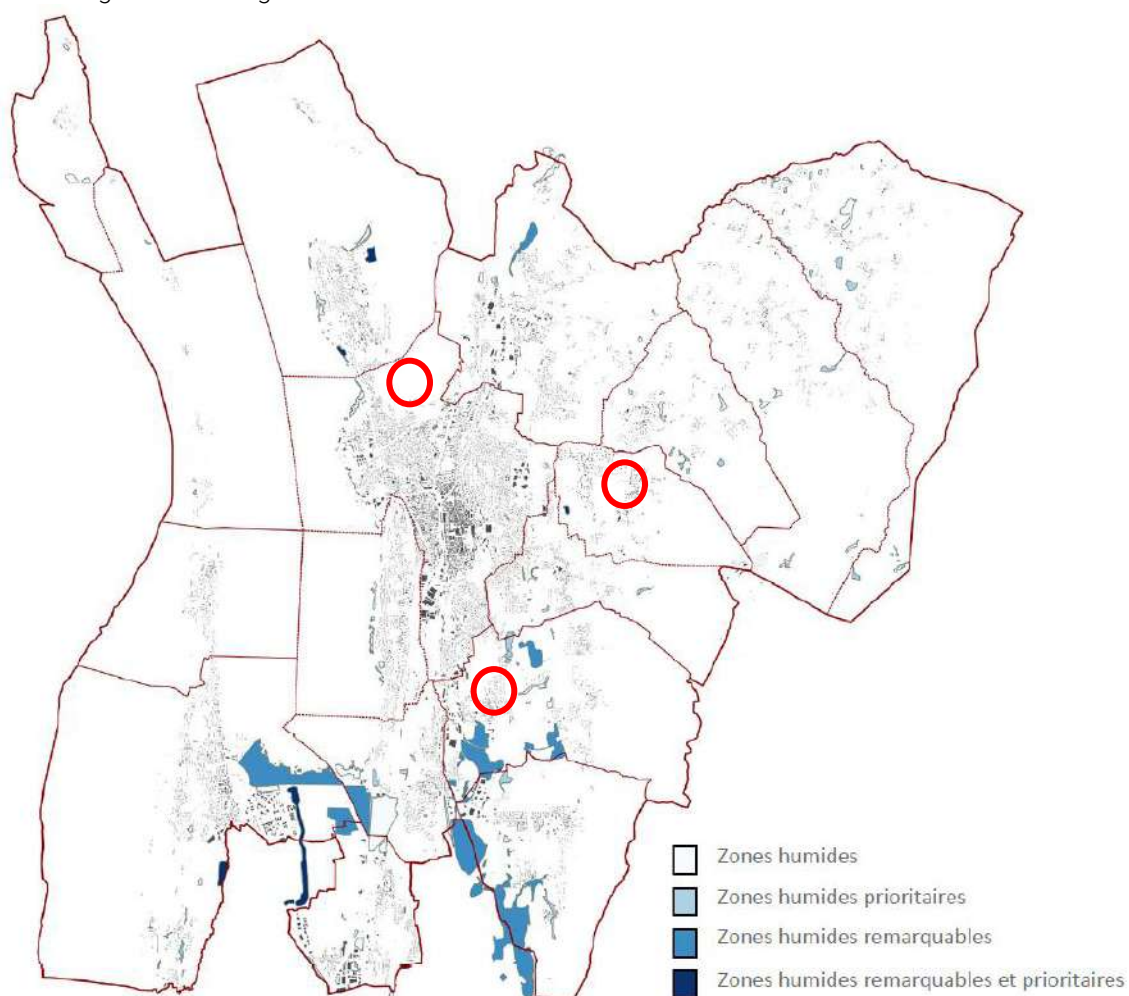 Zones humides
Zones humides prioritaires
Zones humides remarquables
Zones humides remarquables et prioritaires